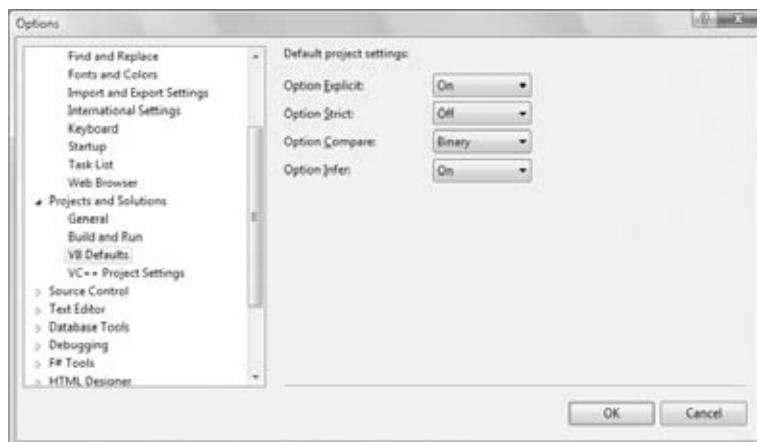 Options
Find and Replace
Fonts and Colors
Import and Export Settings
International Settings
Keyboard
Startup
Task List
Web Browser
Projects and Solutions
General
Build and Run
VB Defaults
VC++ Project Settings
Source Control
Text Editor
Database Tools
Debugging
F# Tools
HTML Designer
Default project settings:
Option Explicit: On
Option Strict: Off
Option Compare: Binary
Option Infer: On
OK Cancel